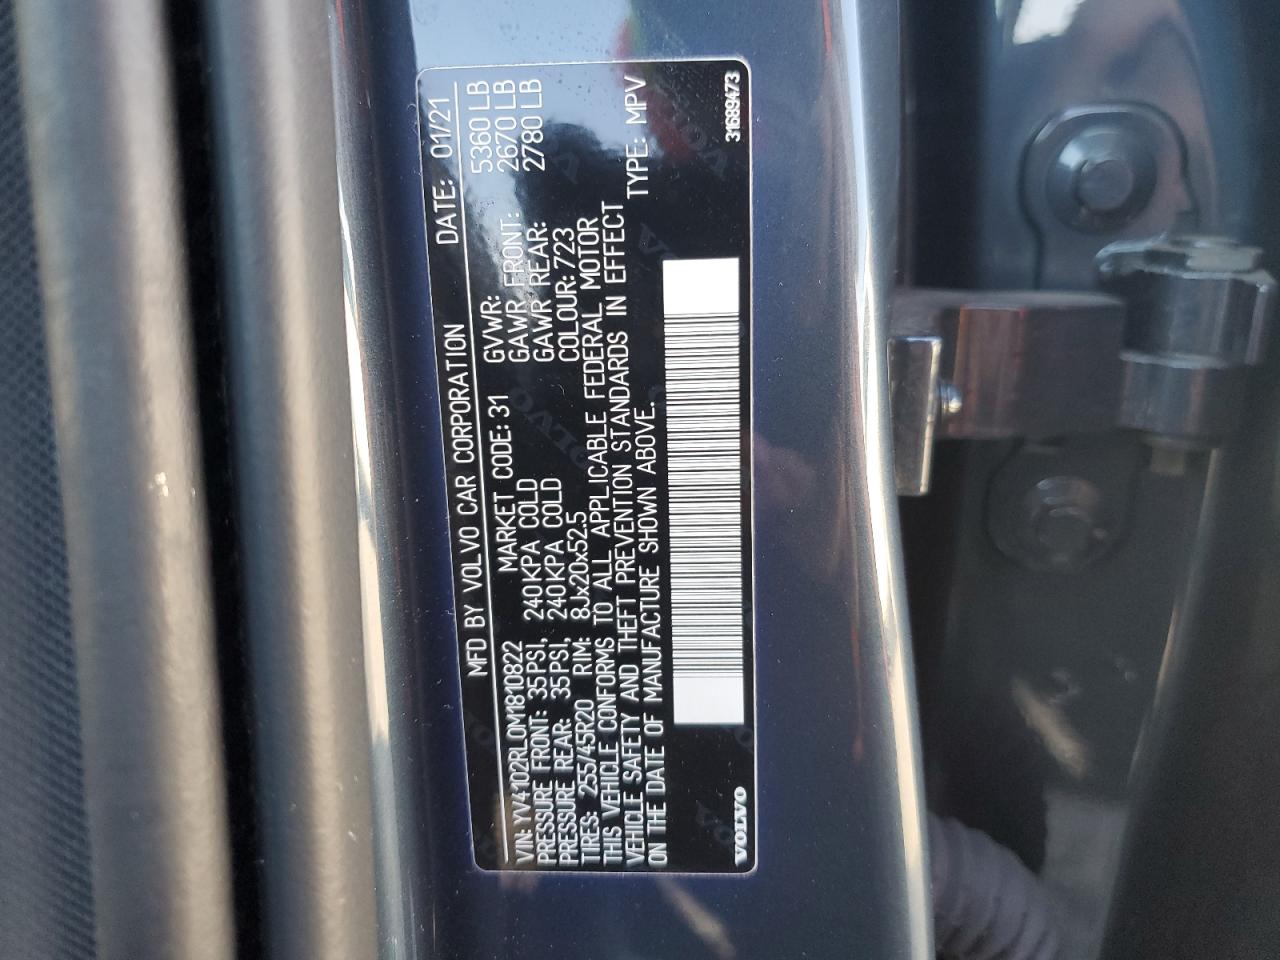 MFD BY VOLVO CAR CORPORATION DATE: 01/21
VIN: YV4102RL0M1810822 MARKET CODE: 31 GVWR: 5360 LB
PRESSURE FRONT: 35PSI, 240KPA COLD GAWR FRONT: 2670 LB
PRESSURE REAR: 35PSI, 240KPA COLD GAWR REAR: 2780 LB
TIRES: 255/45R20 RIM: 8Jx20x52.5 COLOUR: 723
THIS VEHICLE CONFORMS TO ALL APPLICABLE FEDERAL MOTOR
VEHICLE SAFETY AND THEFT PREVENTION STANDARDS IN EFFECT
ON THE DATE OF MANUFACTURE SHOWN ABOVE. TYPE: MPV
VOLVO 31689473